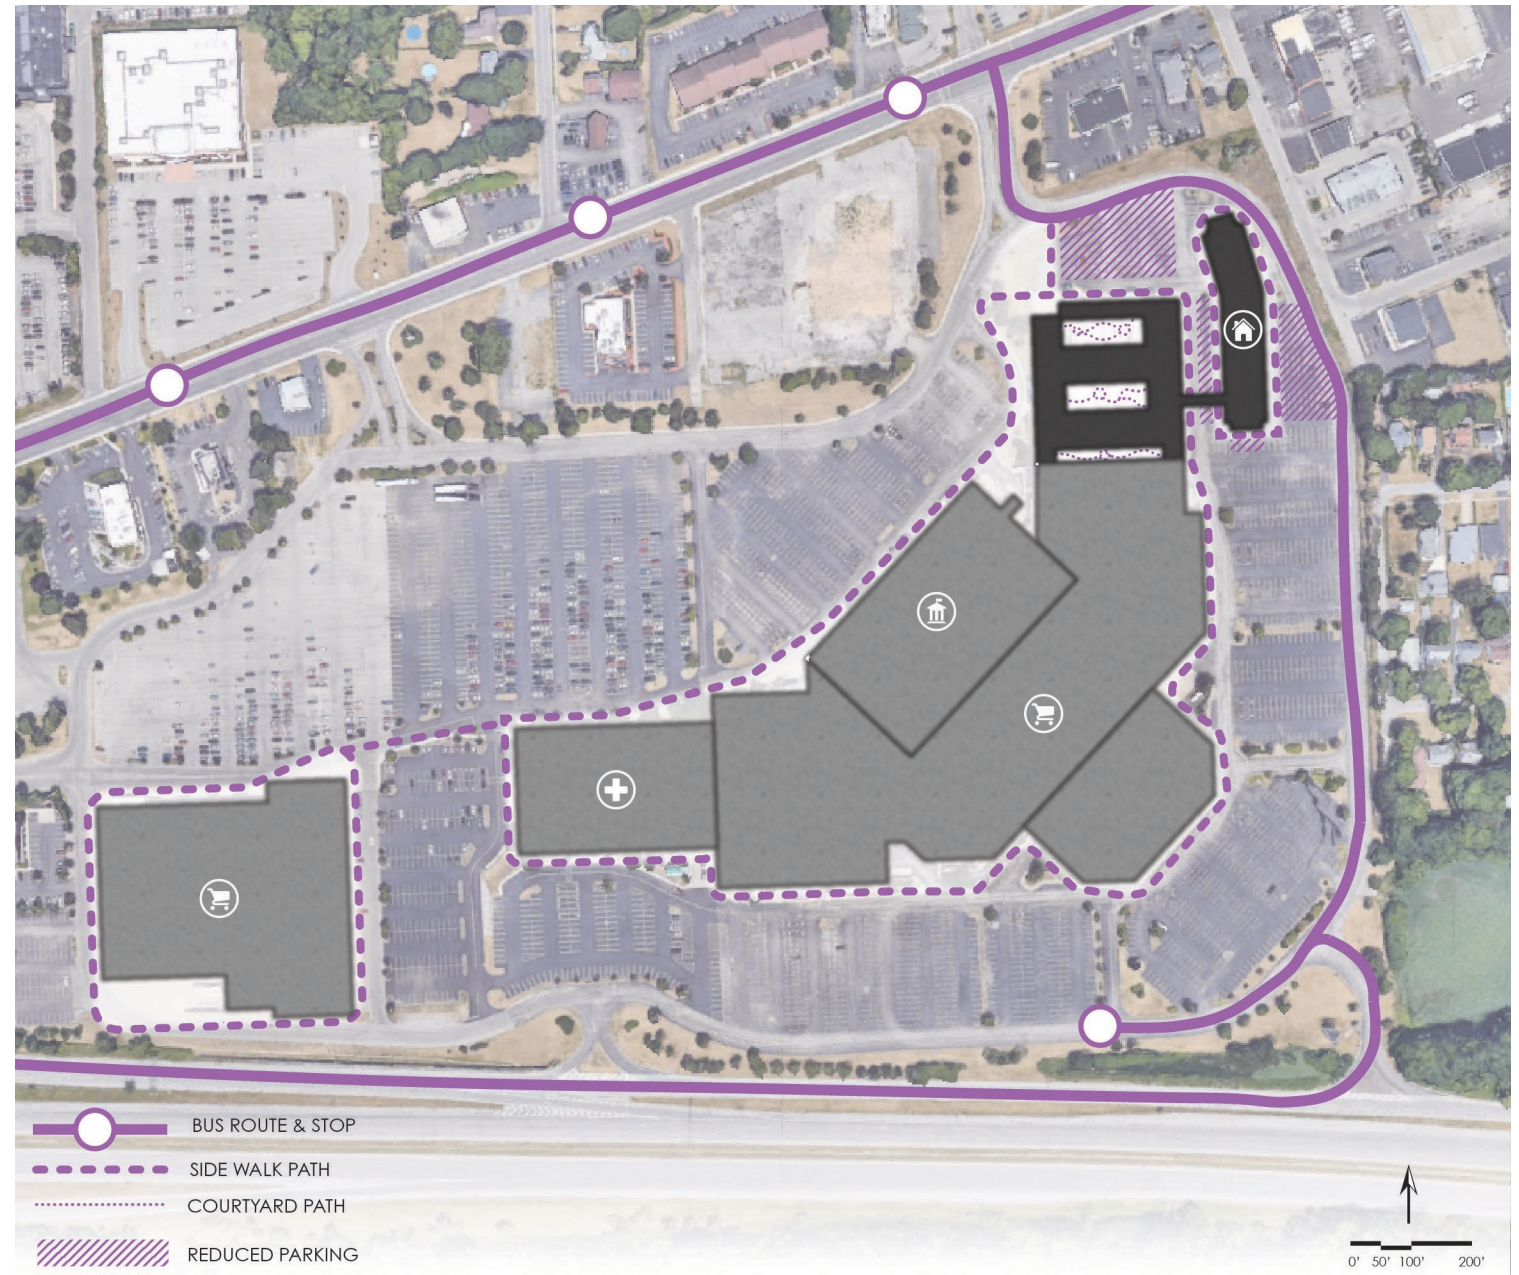 BUS ROUTE & STOP
SIDE WALK PATH
COURTYARD PATH
REDUCED PARKING
0' 50' 100' 200'